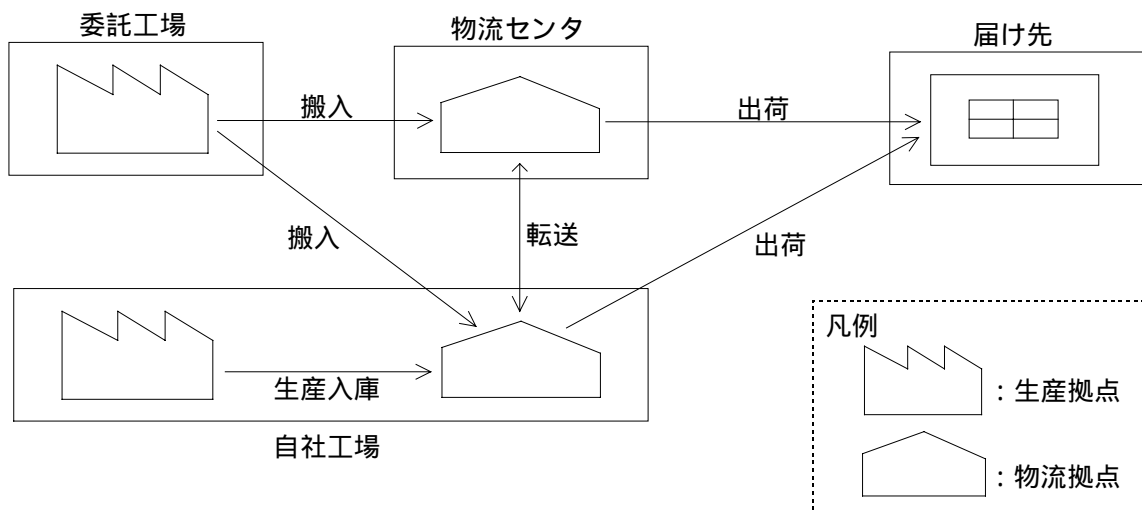 委託工場
物流センタ
届け先
搬入
出荷
搬入
転送
出荷
生産入庫
自社工場
凡例
：生産拠点
：物流拠点